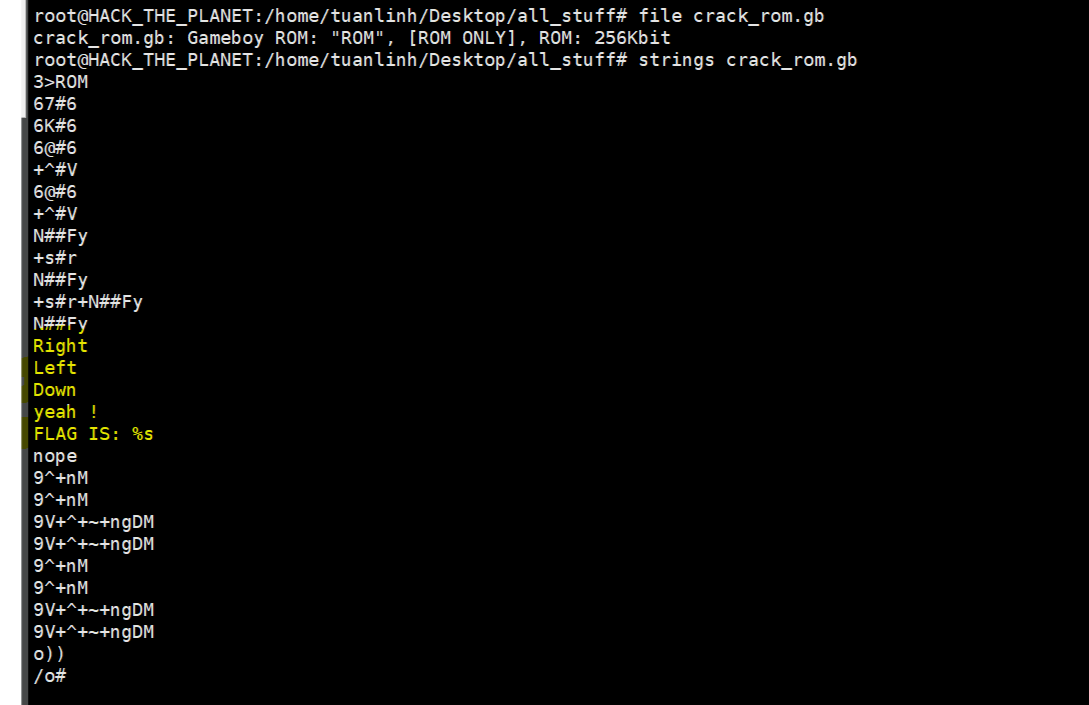 root@HACK_THE_PLANET:/home/tuanlinh/Desktop/all_stuff# file crack_rom.gb
crack_rom.gb: Gameboy ROM: "ROM", [ROM ONLY], ROM: 256Kbit
root@HACK_THE_PLANET:/home/tuanlinh/Desktop/all_stuff# strings crack_rom.gb
3>ROM
67#6
6K#6
6@#6
+^#V
6@#6
+^#V
N##Fy
+s#r
N##Fy
+s#r+N##Fy
N##Fy
Right
Left
Down
yeah !
FLAG IS: %s
nope
9^+nM
9^+nM
9V+^+~+ngDM
9V+^+~+ngDM
9^+nM
9^+nM
9V+^+~+ngDM
9V+^+~+ngDM
o))
/o#